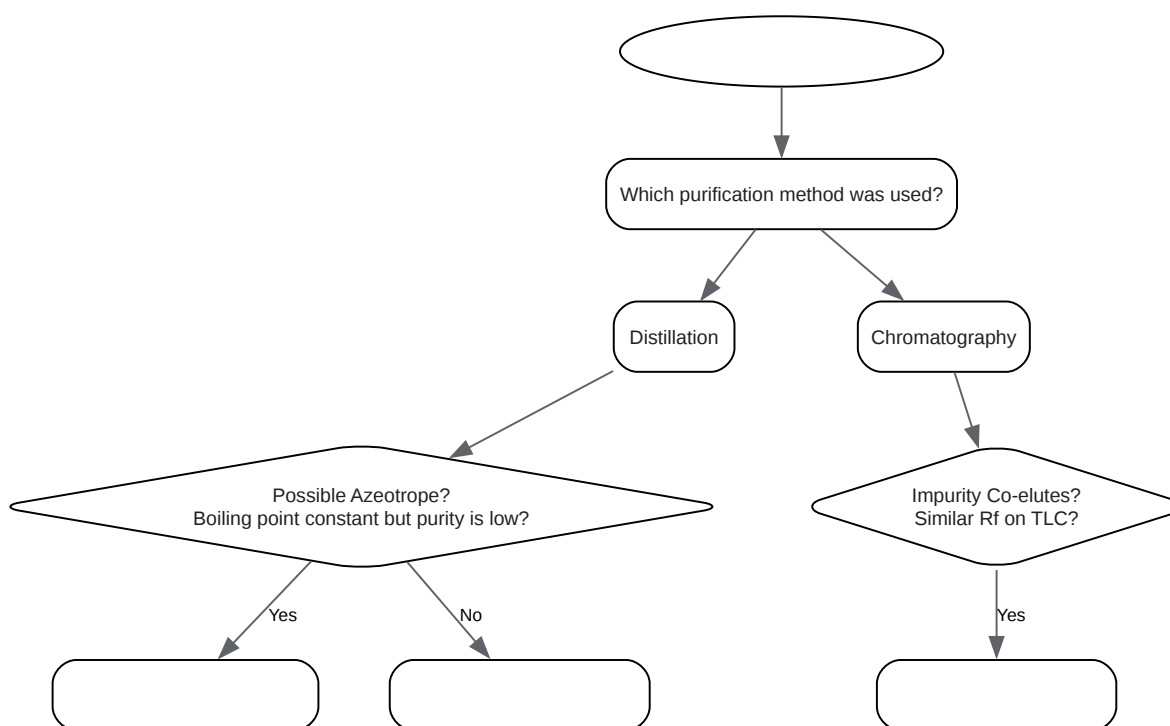 Which purification method was used?
Distillation
Chromatography
Possible Azeotrope?
Boiling point constant but purity is low?
Impurity Co-elutes?
Similar Rf on TLC?
Yes
No
Yes